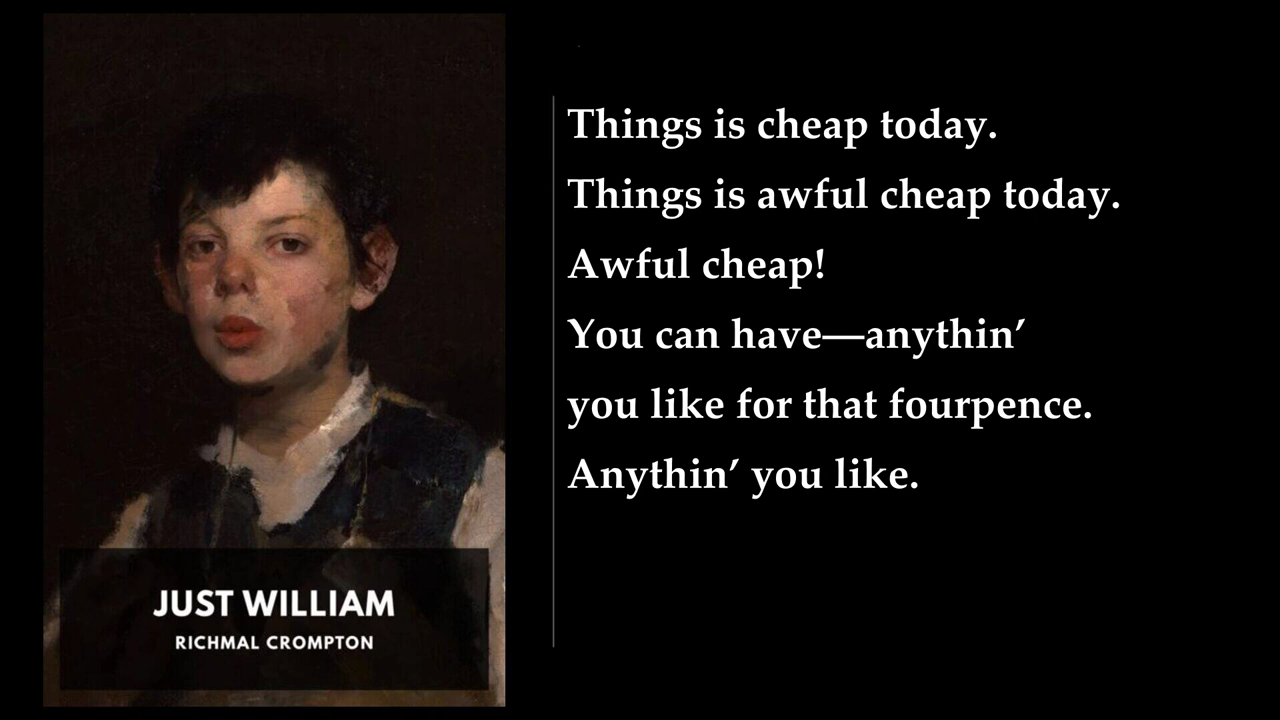 JUST WILLIAM
RICHMAL CROMPTON
Things is cheap today.
Things is awful cheap today.
Awful cheap!
You can have—anythin’
you like for that fourpence.
Anythin’ you like.